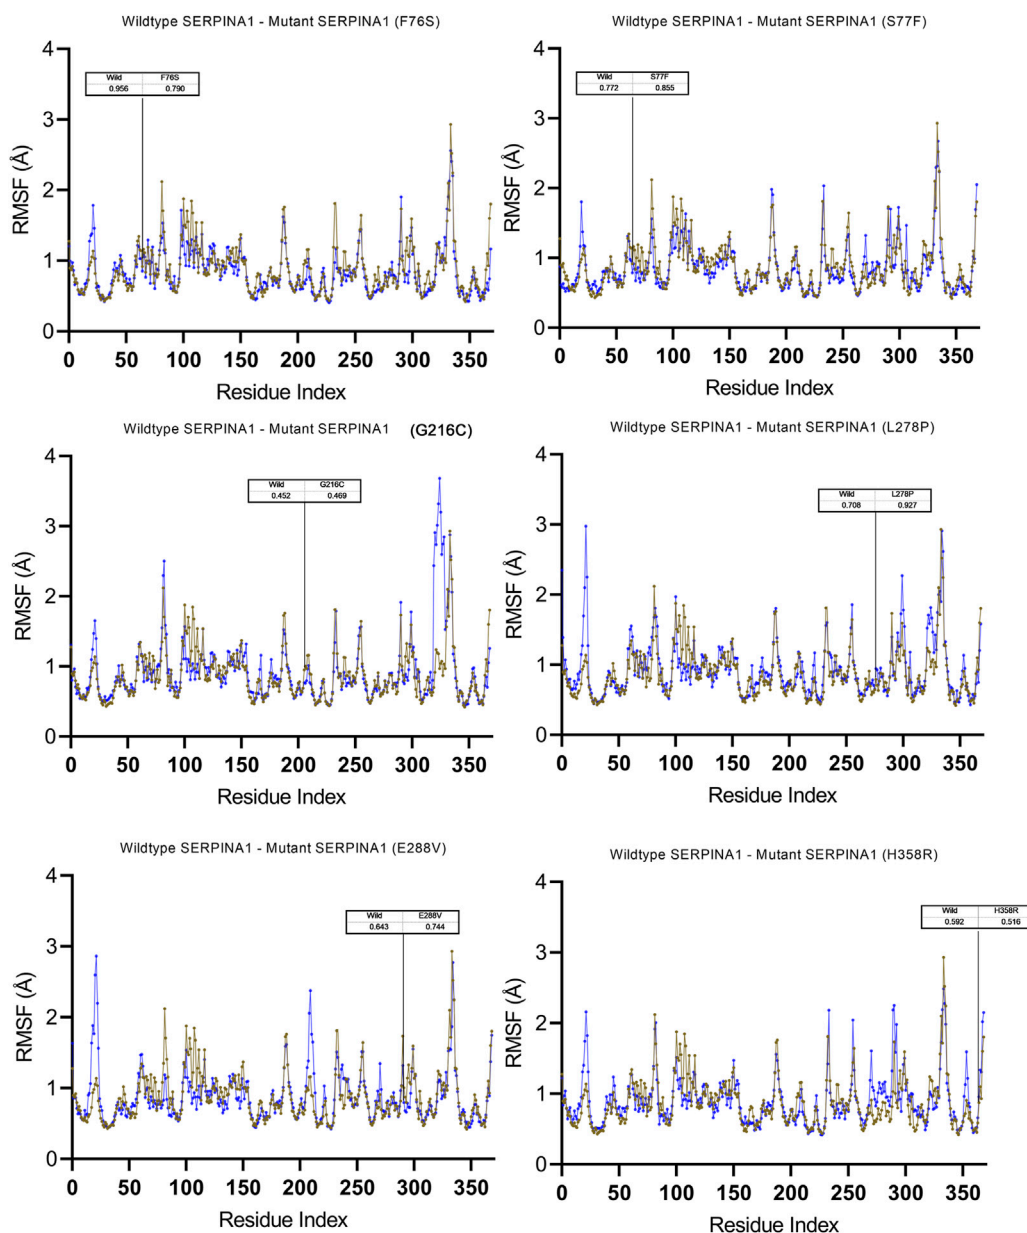 Wildtype SERPINA1 - Mutant SERPINA1 (F76S)
Wild F76S
0.956 0.790
RMSF (Å)
4
3
2
1
0
0 50 100 150 200 250 300 350
Residue Index
Wildtype SERPINA1 - Mutant SERPINA1 (S77F)
Wild S77F
0.772 0.855
RMSF (Å)
4
3
2
1
0
0 50 100 150 200 250 300 350
Residue Index
Wildtype SERPINA1 - Mutant SERPINA1 (G216C)
Wild G216C
0.452 0.469
RMSF (Å)
4
3
2
1
0
0 50 100 150 200 250 300 350
Residue Index
Wildtype SERPINA1 - Mutant SERPINA1 (L278P)
Wild L278P
0.708 0.927
RMSF (Å)
4
3
2
1
0
0 50 100 150 200 250 300 350
Residue Index
Wildtype SERPINA1 - Mutant SERPINA1 (E288V)
Wild E288V
0.643 0.744
RMSF (Å)
4
3
2
1
0
0 50 100 150 200 250 300 350
Residue Index
Wildtype SERPINA1 - Mutant SERPINA1 (H358R)
Wild H358R
0.592 0.516
RMSF (Å)
4
3
2
1
0
0 50 100 150 200 250 300 350
Residue Index